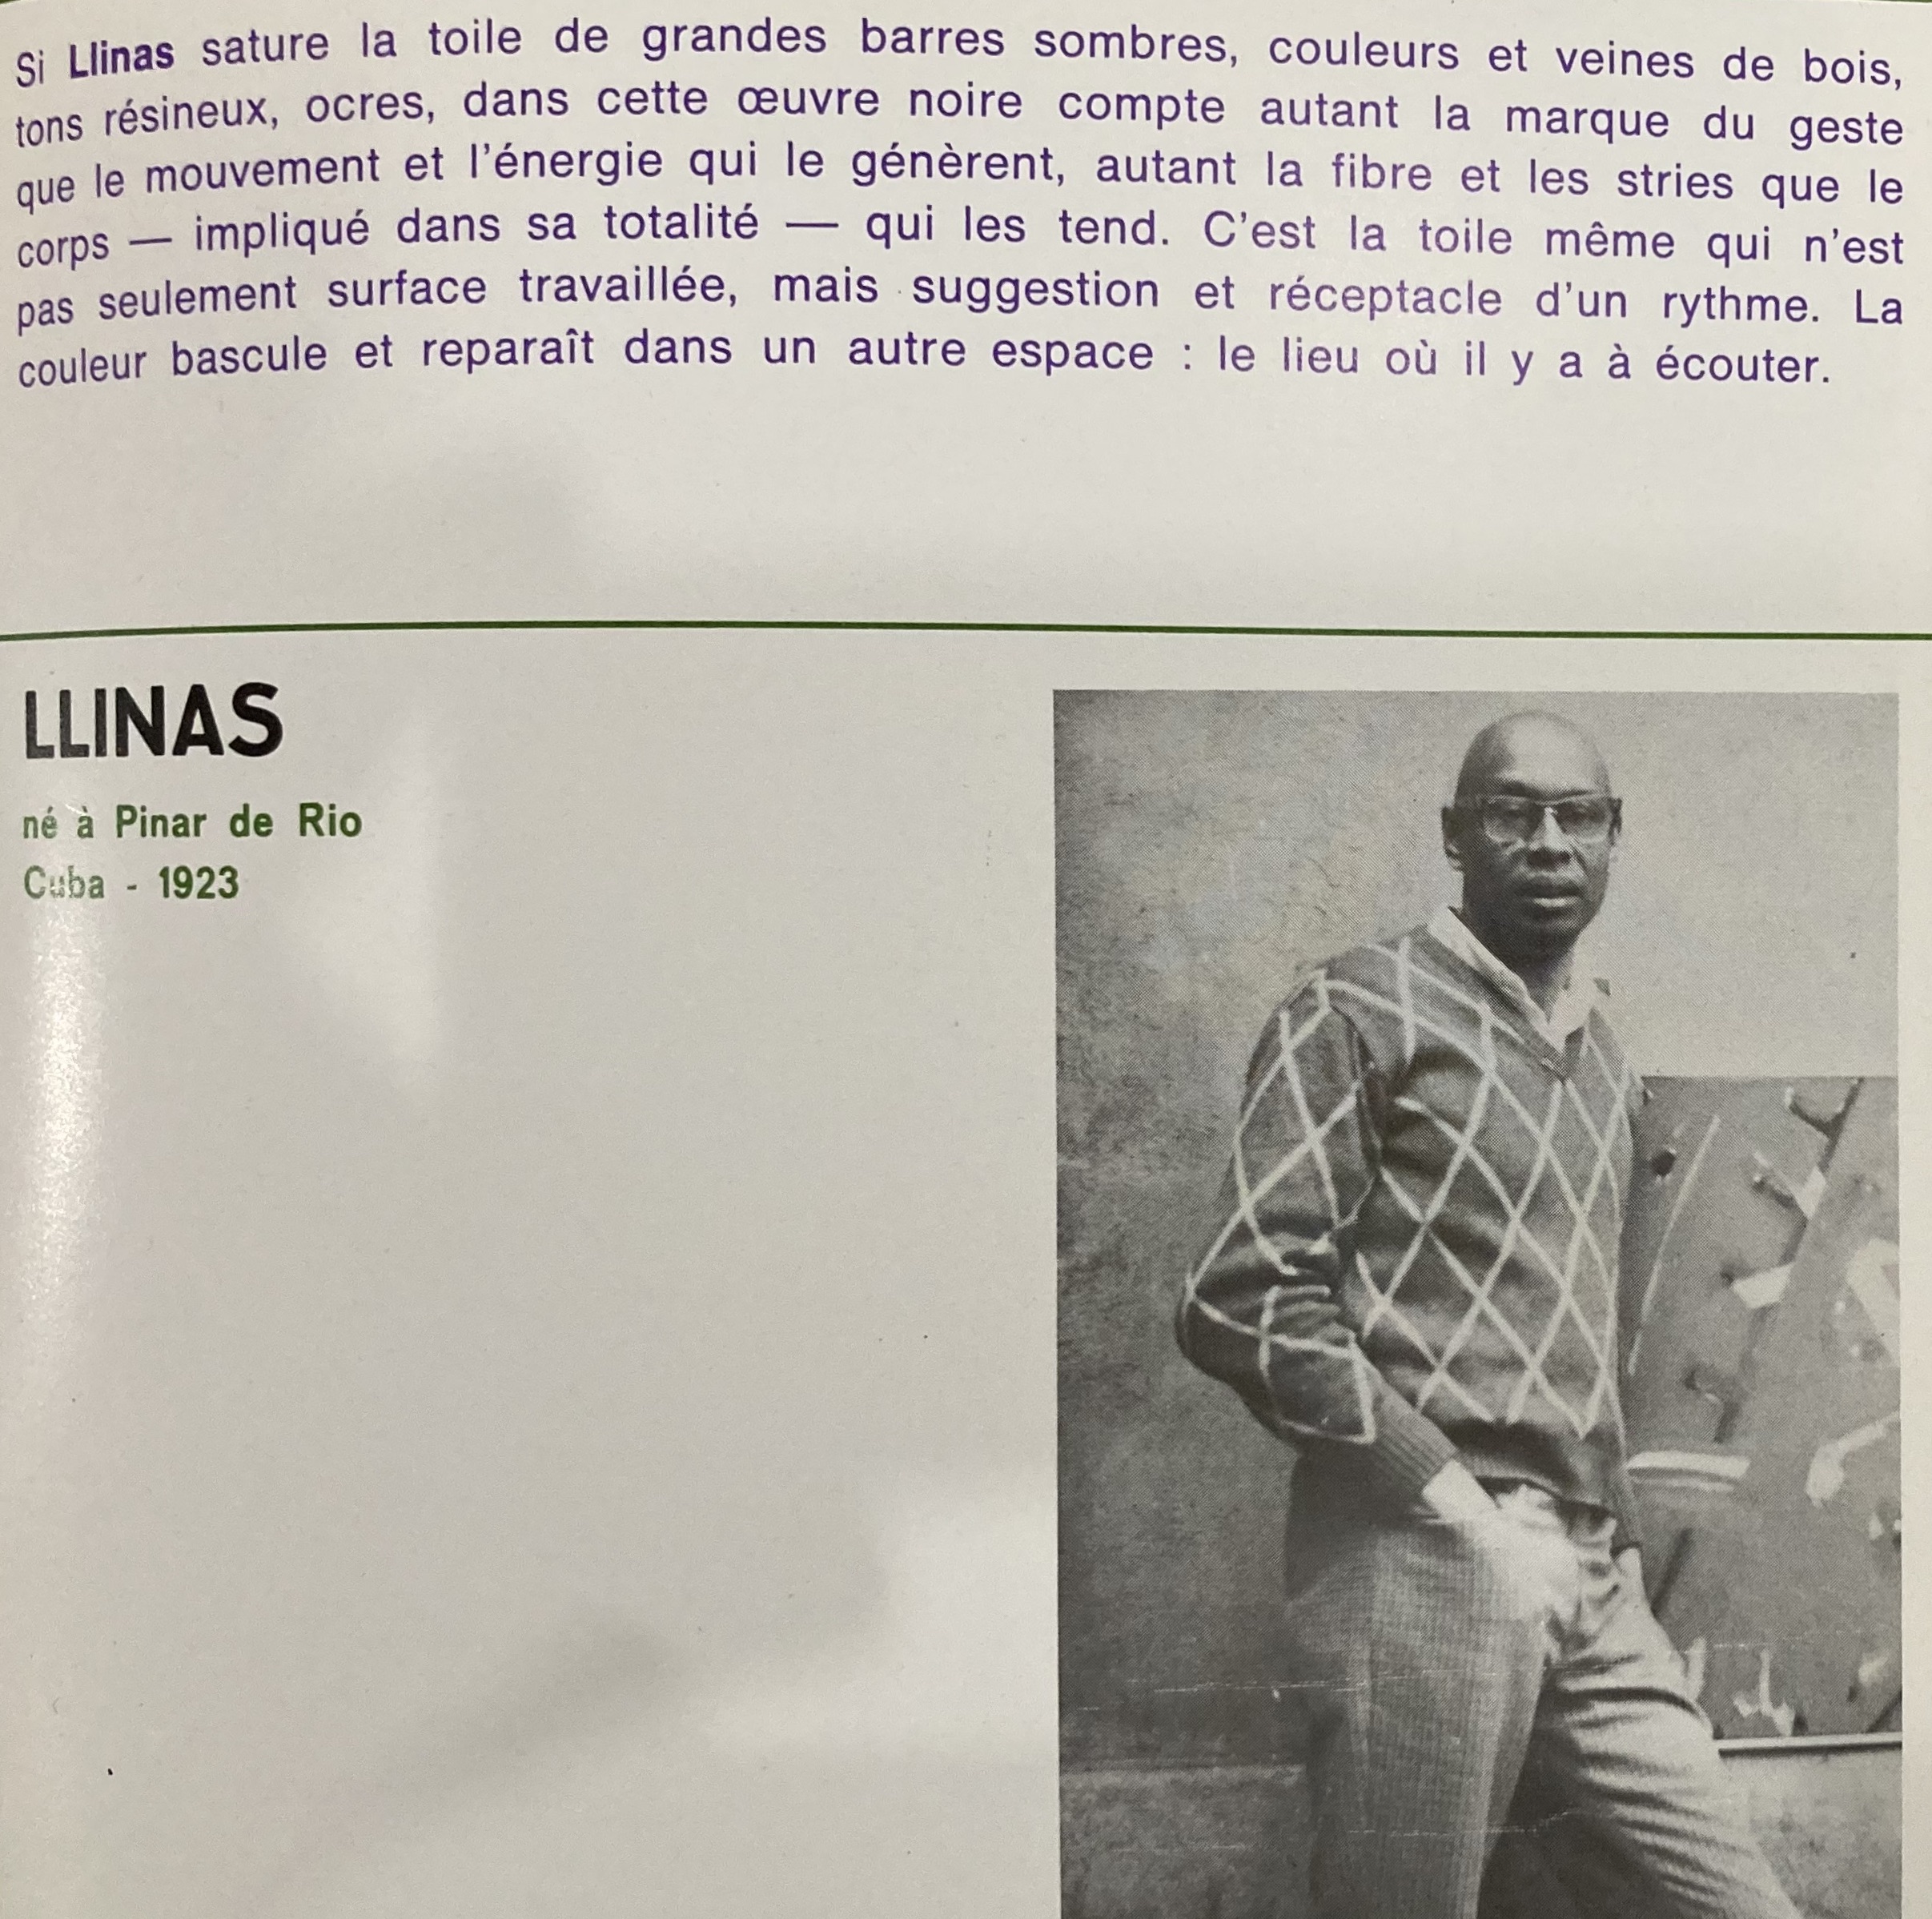 Si Llinas sature la toile de grandes barres sombres, couleurs et veines de bois,
tons résineux, ocres, dans cette œuvre noire compte autant la marque du geste
que le mouvement et l'énergie qui le génèrent, autant la fibre et les stries que le
corps — impliqué dans sa totalité — qui les tend. C'est la toile même qui n'est
pas seulement surface travaillée, mais suggestion et réceptacle d'un rythme. La
couleur bascule et reparaît dans un autre espace : le lieu où il y a à écouter.
LLINAS
né à Pinar de Rio
Cuba - 1923